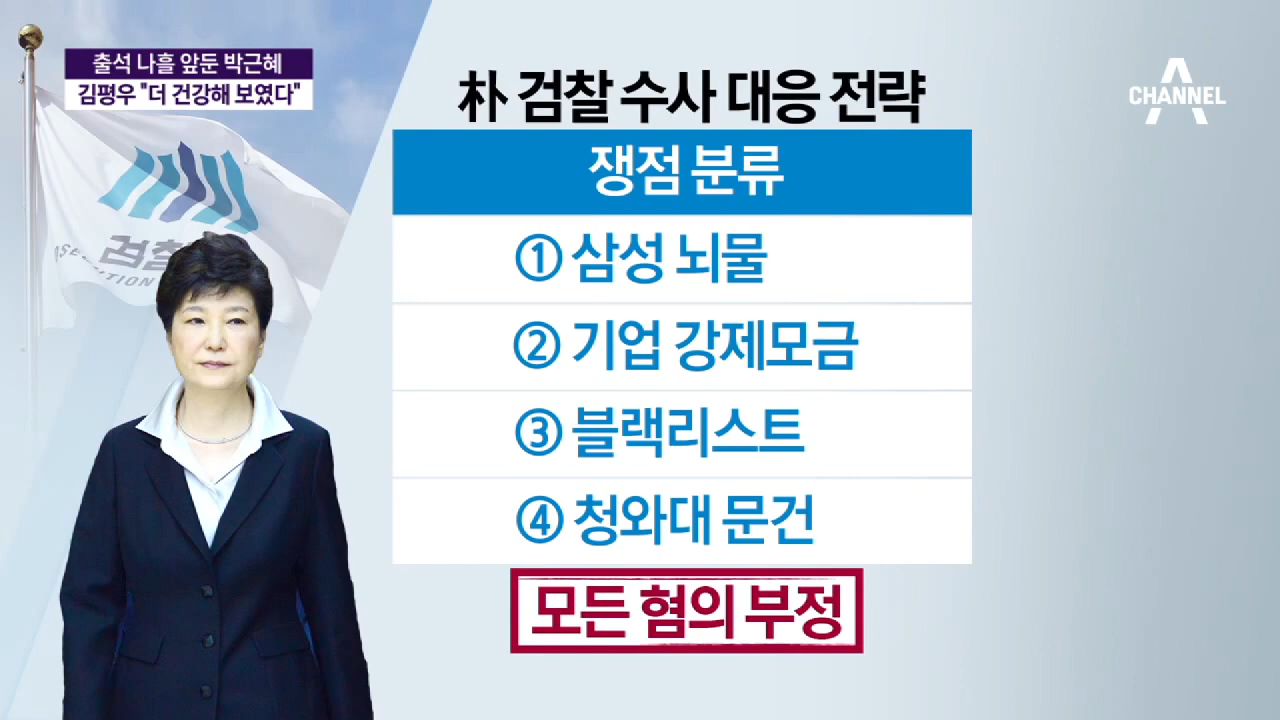 출석 나흘 앞둔 박근혜
김평우 "더 건강해 보였다"
朴 검찰 수사 대응 전략
CHANNEL A
쟁점 분류
① 삼성 뇌물
② 기업 강제모금
③ 블랙리스트
④ 청와대 문건
모든 혐의 부정
검찰